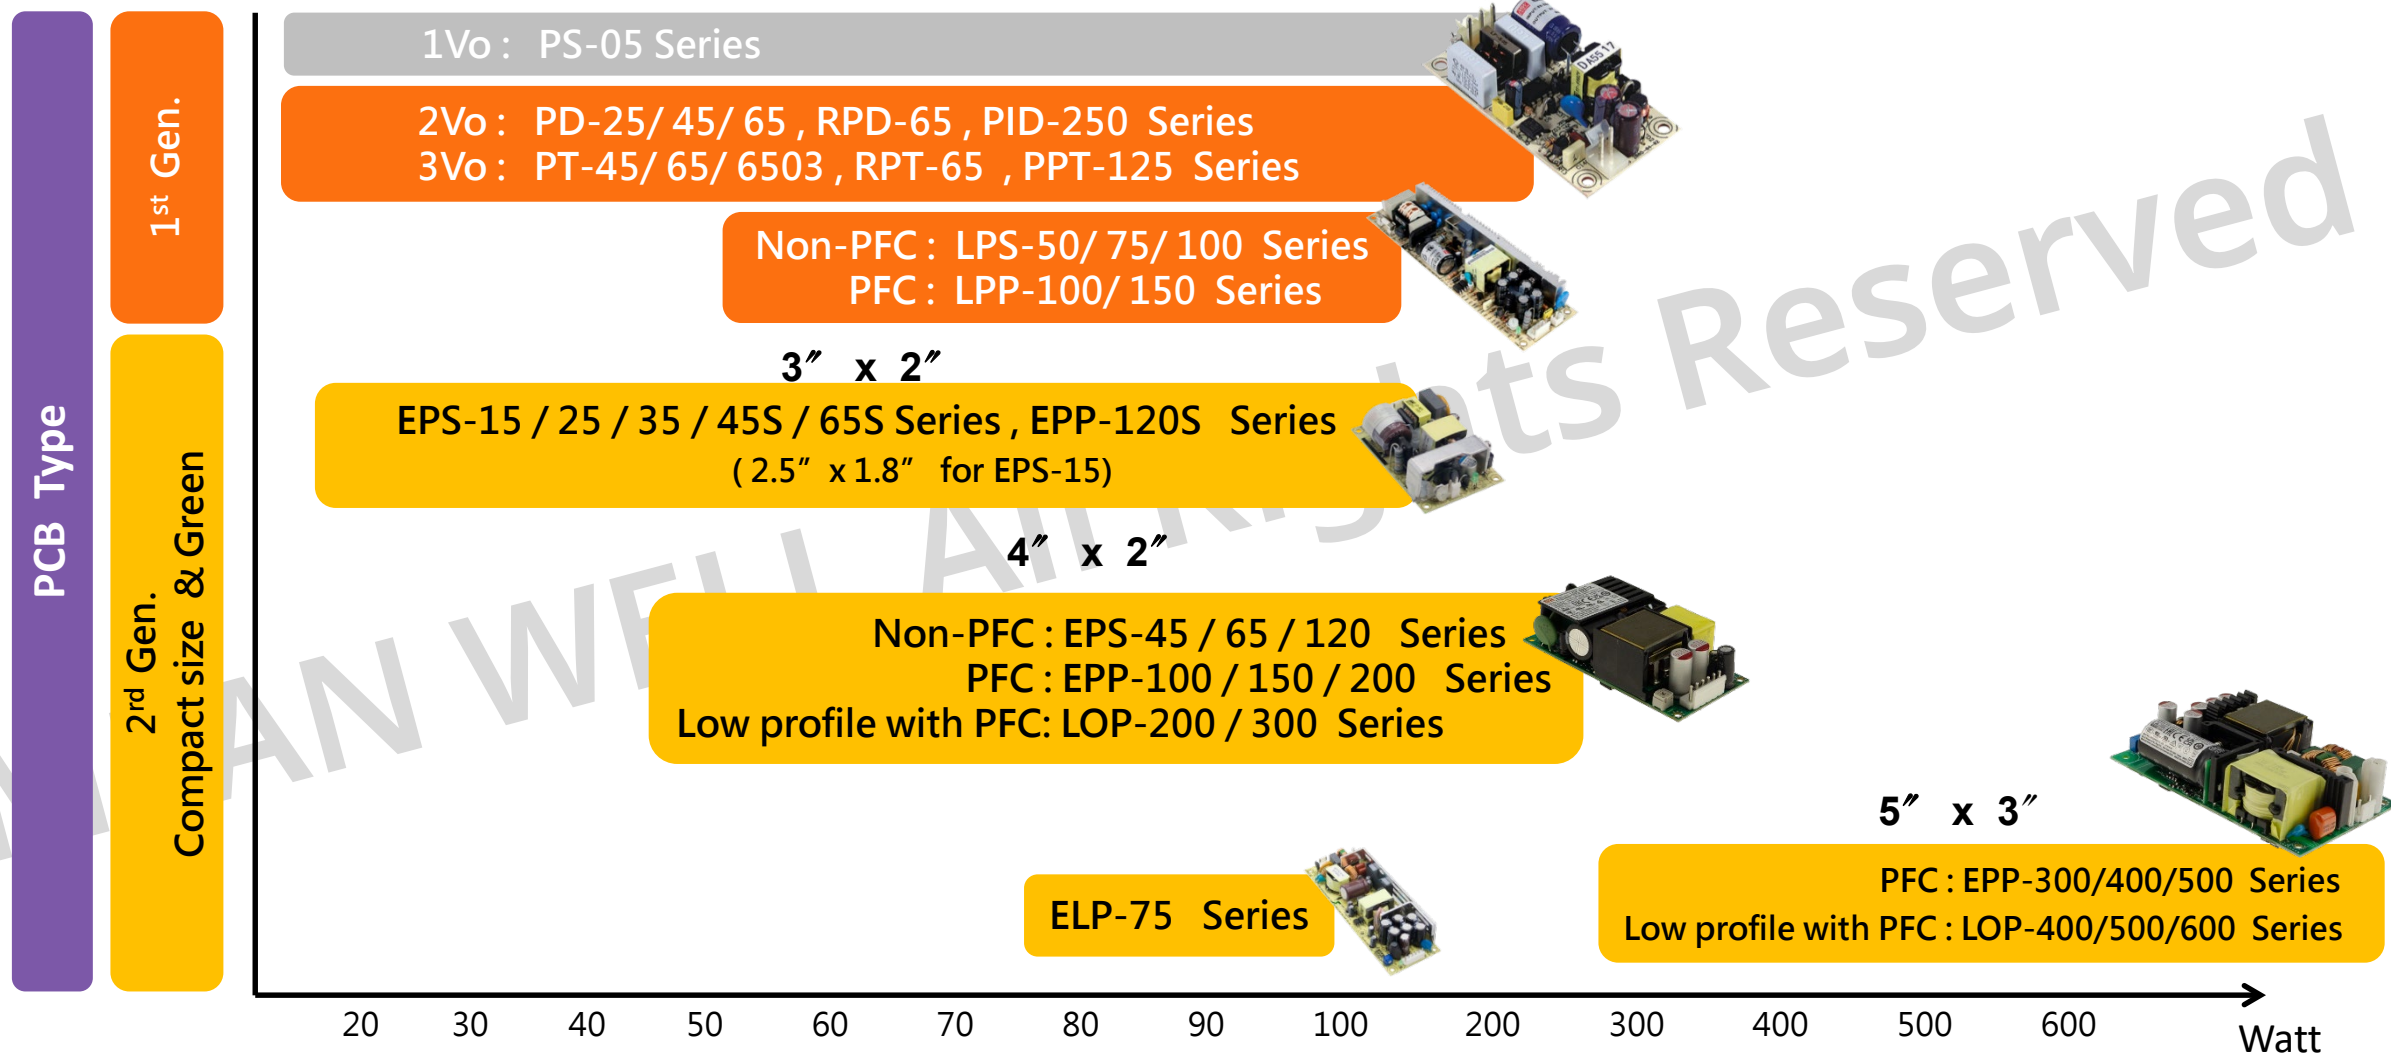 PCB Type
1st Gen.
1Vo : PS-05 Series
2Vo : PD-25/ 45/ 65 , RPD-65 , PID-250 Series
3Vo : PT-45/ 65/ 6503 , RPT-65 , PPT-125 Series
Non-PFC : LPS-50/ 75/ 100 Series
PFC : LPP-100/ 150 Series
2rd Gen.
Compact size & Green
3″ x 2″
EPS-15 / 25 / 35 / 45S / 65S Series , EPP-120S Series
( 2.5″ x 1.8″ for EPS-15)
4″ x 2″
Non-PFC : EPS-45 / 65 / 120 Series
PFC : EPP-100 / 150 / 200 Series
Low profile with PFC: LOP-200 / 300 Series
5″ x 3″
PFC : EPP-300/400/500 Series
Low profile with PFC : LOP-400/500/600 Series
ELP-75 Series
20 30 40 50 60 70 80 90 100 200 300 400 500 600
Watt
DA55 17
WELL All Rights Reserved